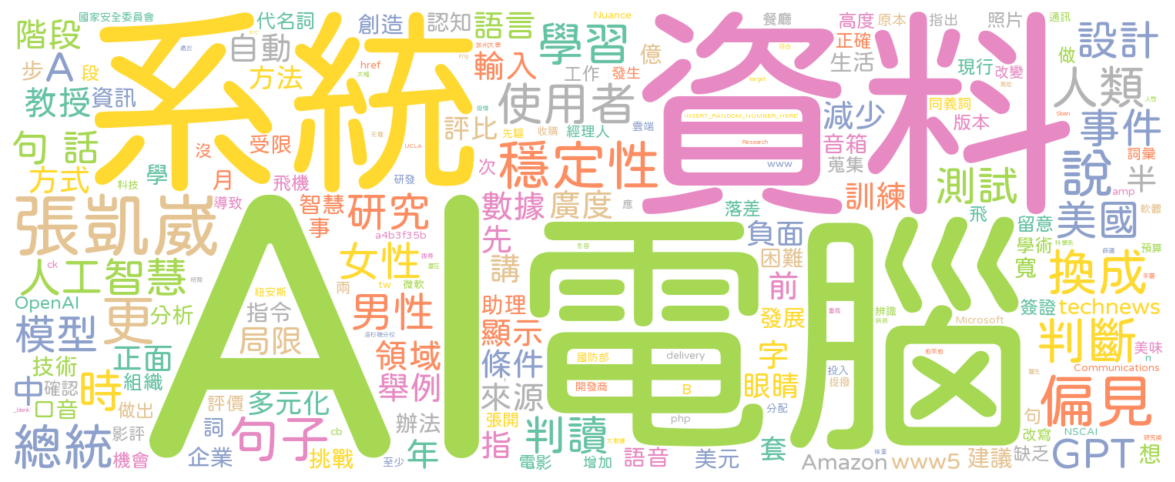 國家安全委員會
代名詞
創造
認知
語言
Nuance
餐廳
高度
原本
指出
照片
通訊
階段
系統
自動
學習
資料
正確
生活
現行
改變
做
設計
步
A
段
方法
href
輸入
工作
發生
億
人類
教授
資訊
使用者
減少
同義詞
版本
事件
句話
受限
評比
先驅
收購
經理人
雲端
INSERT_RANDOM_NUMBER_HERE
音箱
說
詞彙
沒
UCLA
穩定性
Research
蒐集
半
方式
學
月
飛機
研發
次
www
訓練
測試
amp
科技
導致
智慧
研究
數據
廣度
應
落差
飛
美國
軟體
張凱崴
事
a4b3f35b
先
負面
留意
ck
AI
電腦
女性
講
困難
學術
預算
人工智慧
兩
微軟
tw
前
寬
換成
OpenAI
更
紐安斯
指令
男性
助理
發展
辨識
簽證
technews
模型
分析
局限
洛杉磯分校
顯示
Microsoft
技術
正面
領域
條件
國防部
delivery
字
判斷
美味
n
中
確認
組織
時
舉例
開發商
B
眼睛
投入
提撥
Communications
口音
做出
評價
多元化
來源
張開
php
分配
偏見
_blank
總統
影評
詞
句子
cb
辦法
指
判讀
句
改寫
NSCAI
機會
企業
挑戰
至少
年
電影
增加
語音
美元
套
Amazon
www5
建議
缺乏
GPT
想